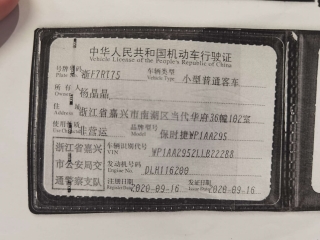 中华人民共和国机动车行驶证
Vehicle License of the People's Republic of China
号牌号码 浙F7RT75 车辆类型 小型普通客车
Plate No. Vehicle Type
所有人 杨晶晶
Owner
住址 浙江省嘉兴市南湖区当代华府36幢102室
使用性质 非营运 品牌型号 保时捷WP1AA295
Use Character Model
浙江省嘉兴 车辆识别代号 WP1AA2952LLB22288
VIN
市公安局交 发动机号码 DLH116200
Engine No.
通警察支队 注册日期 2020-09-16 发证日期 2020-09-16
Register Date Issue Date